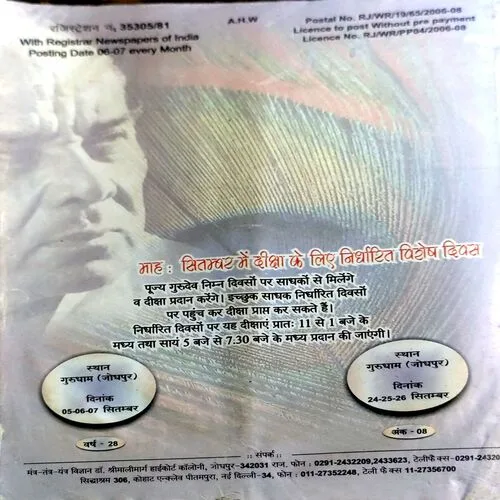 रजिस्ट्रेशन नं. 35305/81
With Registrar Newspapers of India
Posting Date 06-07 every Month
A.H.W
Postal No. RJ/WR/19/65/2006-08
Licence to post Without pre payment
Licence No. RJ/WR/PP04/2006-08
माह : सितम्बर में दीक्षा के लिए निर्धारित विशेष दिवस
पूज्य गुरुदेव निम्न दिवसों पर साधकों से मिलेंगे
व दीक्षा प्रदान करेंगे। इच्छुक साधक निर्धारित दिवसों
पर पहुंच कर दीक्षा प्राप्त कर सकते हैं।
निर्धारित दिवसों पर यह दीक्षाएं प्रातः 11 से 1 बजे के
मध्य तथा सायं 5 बजे से 7.30 बजे के मध्य प्रदान की जाएंगी।
स्थान
गुरुधाम (जोधपुर)
दिनांक
05-06-07 सितम्बर
वर्ष - 28
स्थान
गुरुधाम (जोधपुर)
दिनांक
24-25-26 सितम्बर
अंक - 08
:: संपर्क ::
मंत्र-तंत्र-यंत्र विज्ञान डॉ. श्रीमालीमार्ग हाईकोर्ट कॉलोनी, जोधपुर-342031 राज. फोन : 0291-2432209,2433623, टेलीफैक्स-0291-2432
सिद्धाश्रम 306, कोहाट एन्क्लेव पीतमपुरा, नई दिल्ली-34, फोन : 011-27352248, टेली फैक्स 11-27356700